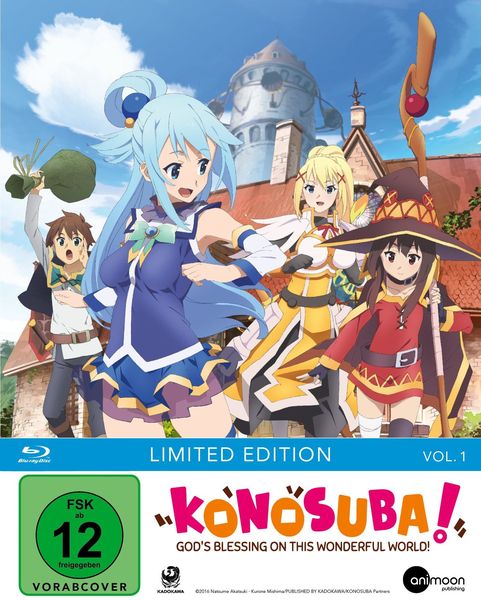 Blu-ray Disc
LIMITED EDITION
VOL. 1
FSK
ab
12
freigegeben
VORABCOVER
"KONOSUBA!"
GOD'S BLESSING ON THIS WONDERFUL WORLD!
KADOKAWA
©2016 Natsume Akatsuki · Kurone Mishima/PUBLISHED BY KADOKAWA/KONOSUBA Partners
animoon
publishing